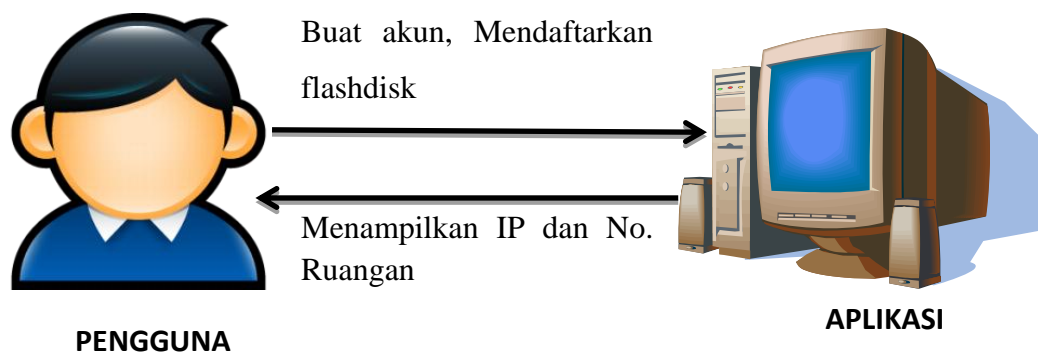 Buat akun, Mendaftarkan
flashdisk
Menampilkan IP dan No.
Ruangan
PENGGUNA
APLIKASI